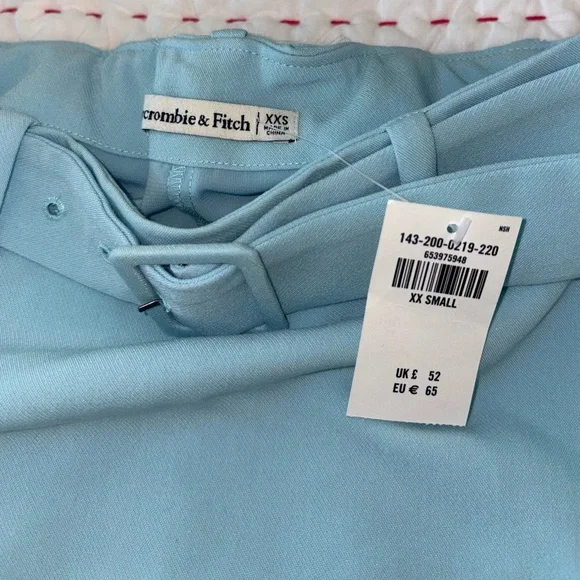 crombie & Fitch
XXS
MADE IN
CHINA
NSH
143-200-0219-220
653975948
XX SMALL
UK £ 52
EU € 65